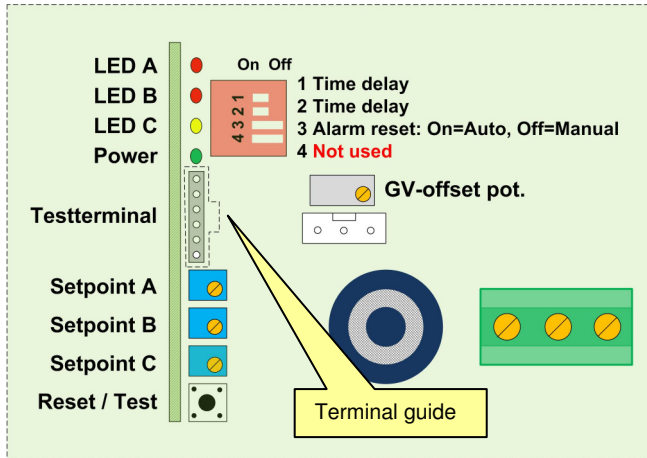 LED A
LED B
LED C
Power
On Off
1 2 3 4
1 Time delay
2 Time delay
3 Alarm reset: On=Auto, Off=Manual
4 Not used
GV-offset pot.
Testterminal
Setpoint A
Setpoint B
Setpoint C
Reset / Test
Terminal guide